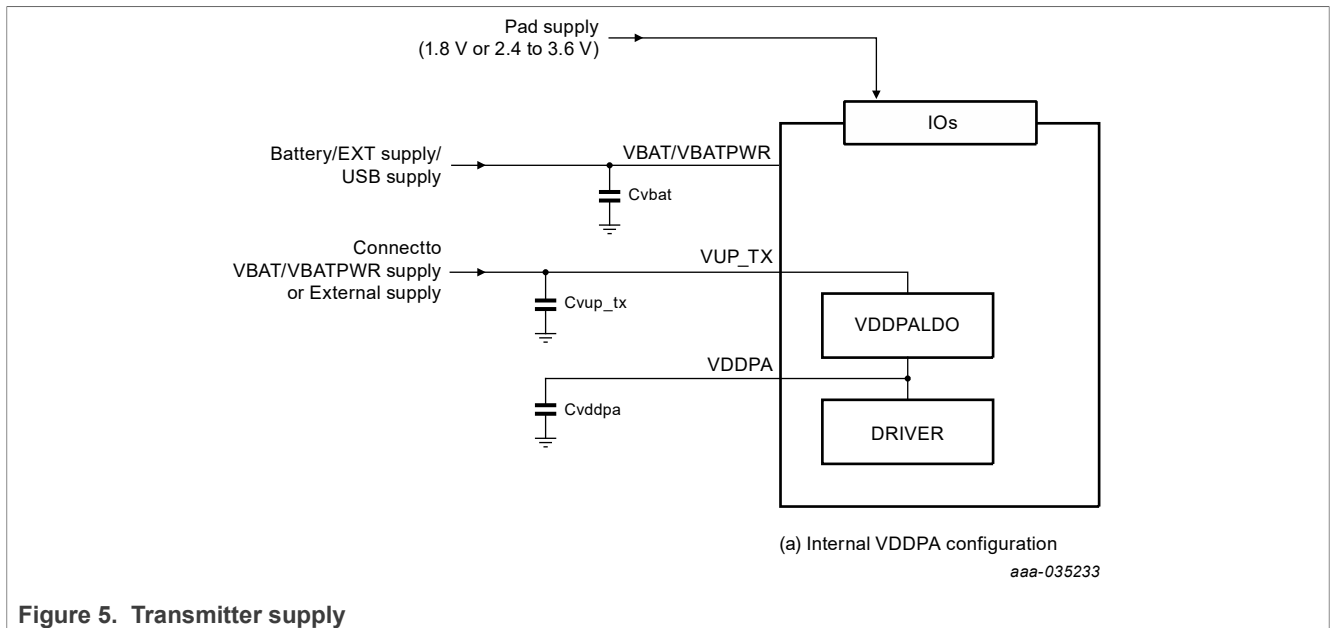 Pad supply
(1.8 V or 2.4 to 3.6 V)
IOs
Battery/EXT supply/
USB supply
VBAT/VBATPWR
Cvbat
Connectto
VBAT/VBATPWR supply
or External supply
VUP_TX
Cvup_tx
VDDPALDO
VDDPA
Cvddpa
DRIVER
(a) Internal VDDPA configuration
aaa-035233
Figure 5. Transmitter supply